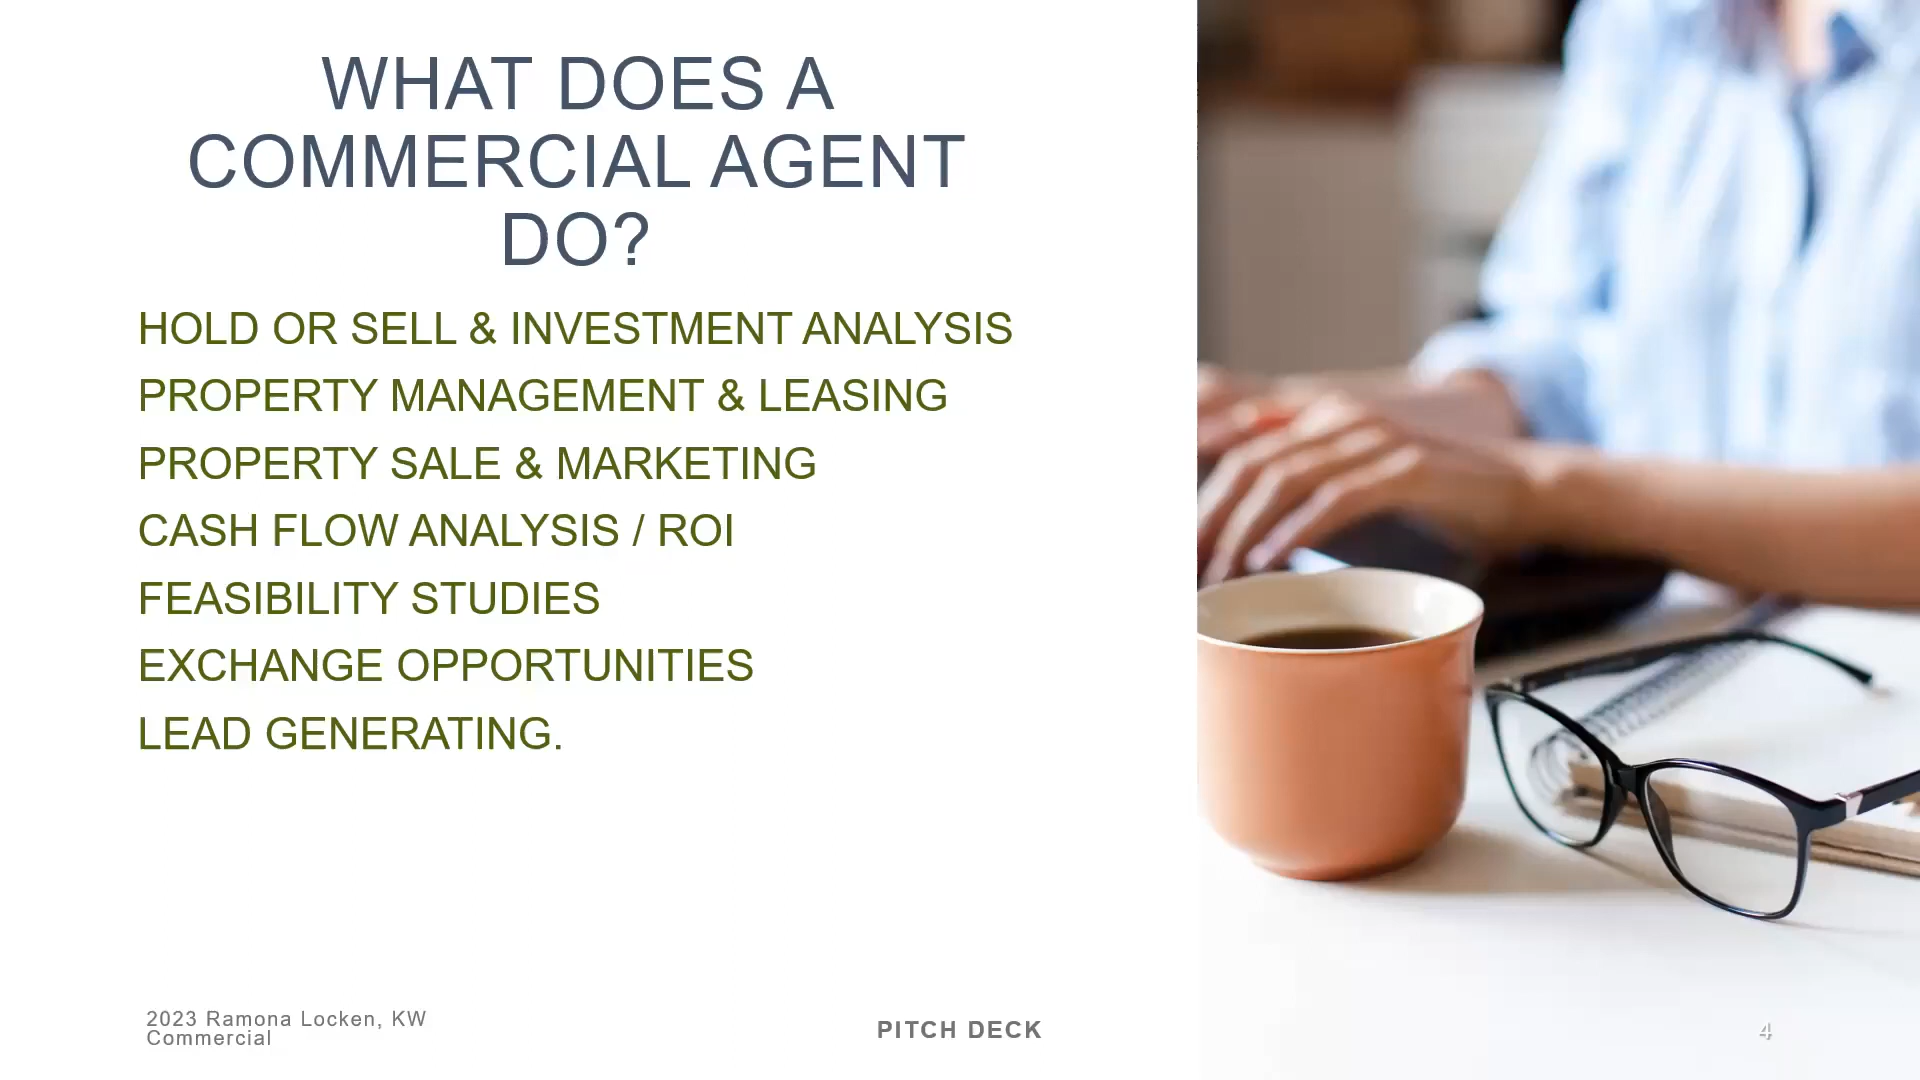 WHAT DOES A
COMMERCIAL AGENT
DO?
HOLD OR SELL & INVESTMENT ANALYSIS
PROPERTY MANAGEMENT & LEASING
PROPERTY SALE & MARKETING
CASH FLOW ANALYSIS / ROI
FEASIBILITY STUDIES
EXCHANGE OPPORTUNITIES
LEAD GENERATING.
2023 Ramona Locken, KW
Commercial
PITCH DECK
4